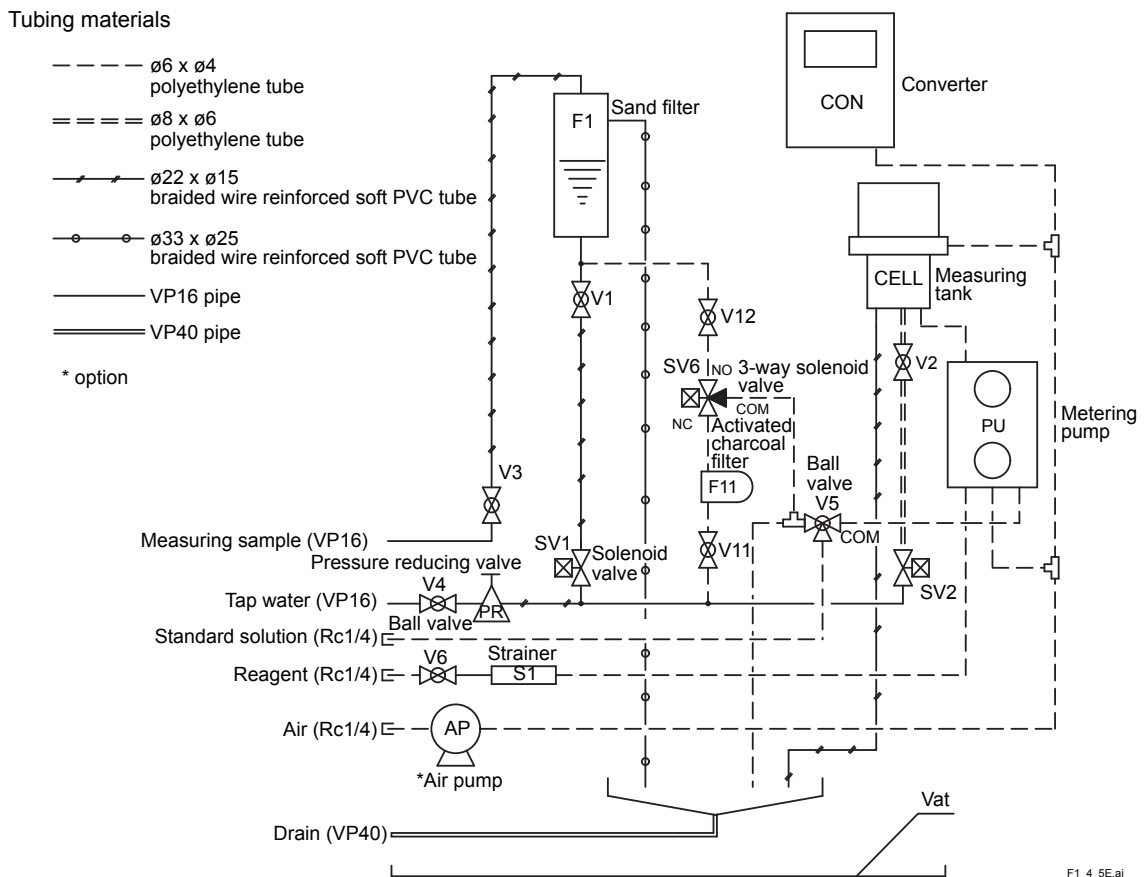 Tubing materials
ø6 x ø4
polyethylene tube
ø8 x ø6
polyethylene tube
ø22 x ø15
braided wire reinforced soft PVC tube
ø33 x ø25
braided wire reinforced soft PVC tube
VP16 pipe
VP40 pipe
* option
F1
Sand filter
CON
Converter
CELL
Measuring
tank
V1
V12
V2
SV6
NO
3-way solenoid
valve
COM
NC
Activated
charcoal
filter
F11
PU
Metering
pump
Ball
valve
V5
COM
V3
Measuring sample (VP16)
SV1
Solenoid
valve
V11
SV2
Pressure reducing valve
V4
Tap water (VP16)
PR
Ball valve
Standard solution (Rc1/4)
V6
Strainer
Reagent (Rc1/4)
S1
Air (Rc1/4)
AP
*Air pump
Vat
Drain (VP40)
F1_4_5E.ai